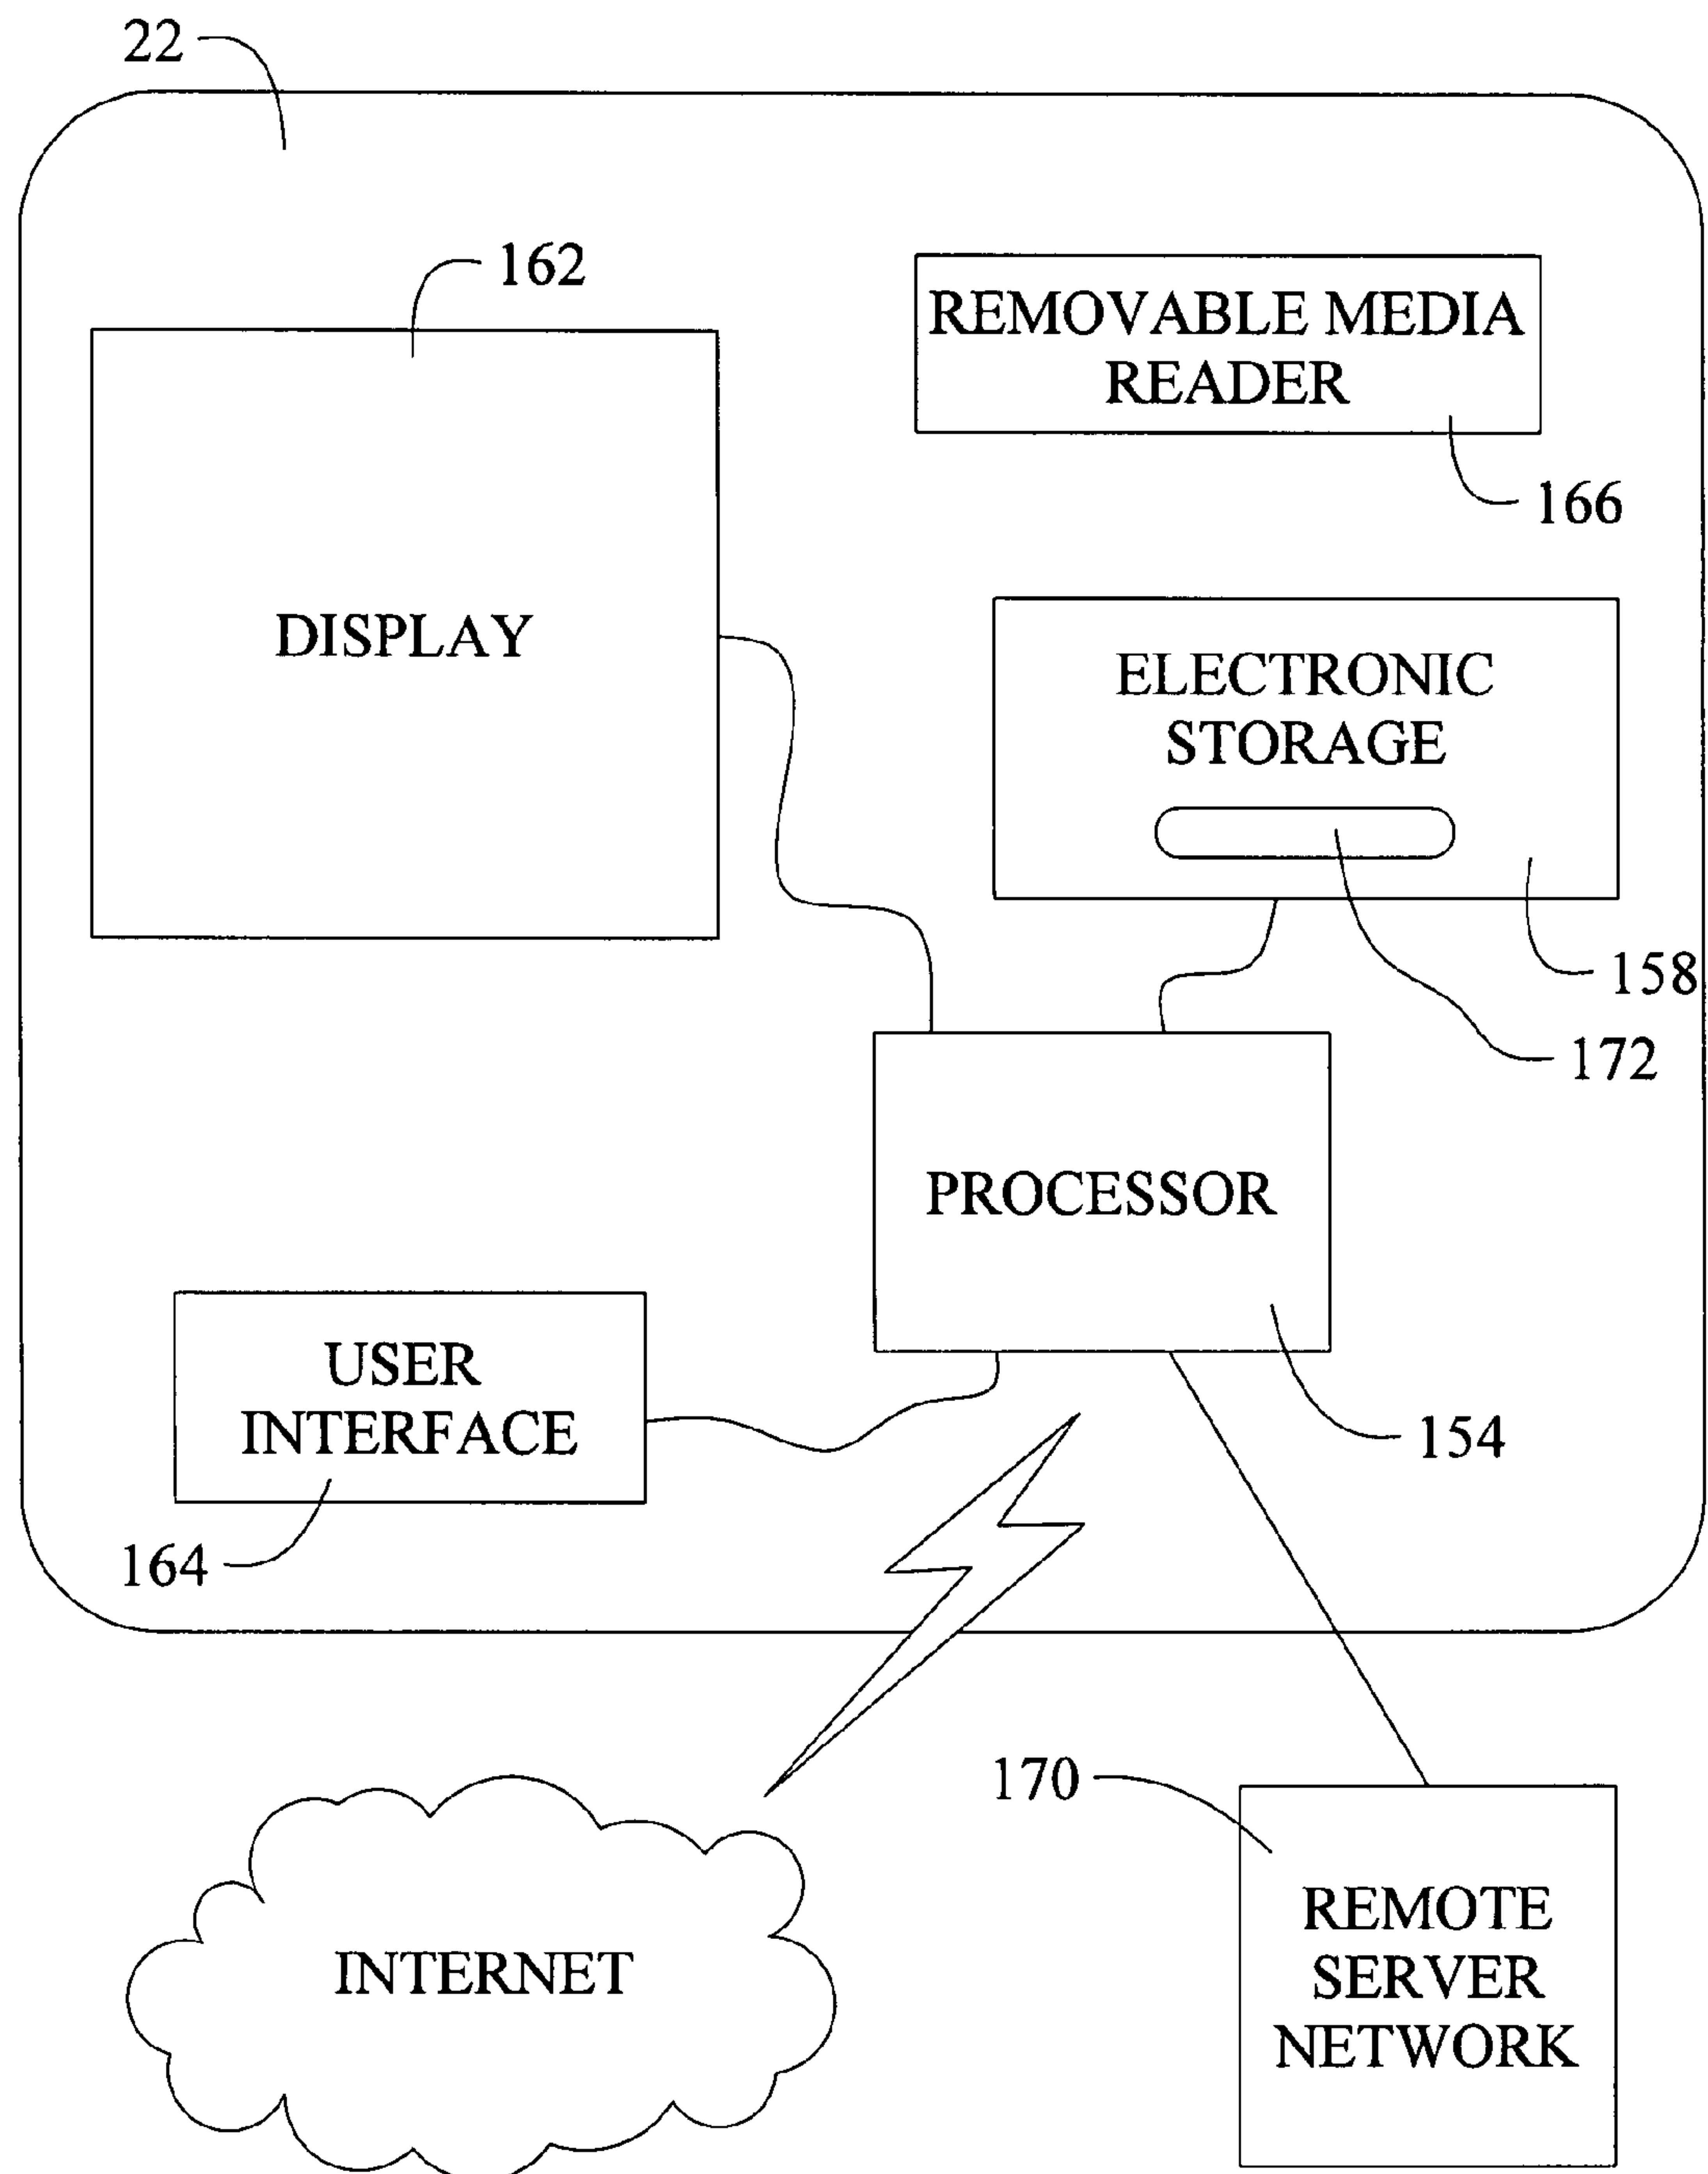 22
162
REMOVABLE MEDIA
READER
166
DISPLAY
ELECTRONIC
STORAGE
158
172
PROCESSOR
USER
INTERFACE
154
164
170
INTERNET
REMOTE
SERVER
NETWORK